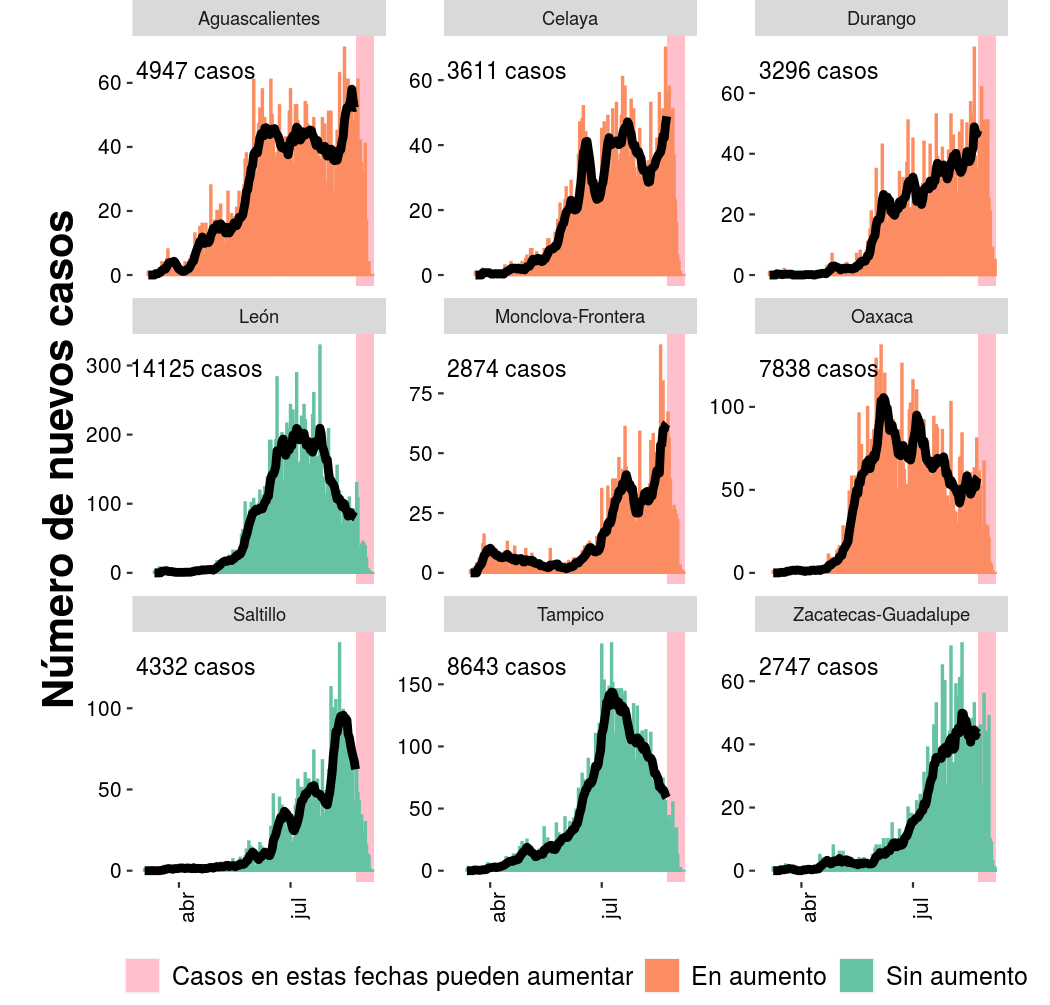 Número de nuevos casos
Aguascalientes
4947 casos
60
40
20
0
Celaya
3611 casos
60
40
20
0
Durango
3296 casos
60
40
20
0
León
14125 casos
300
200
100
0
Monclova-Frontera
2874 casos
75
50
25
0
Oaxaca
7838 casos
100
50
0
Saltillo
4332 casos
100
50
0
abr
jul
Tampico
8643 casos
150
100
50
0
abr
jul
Zacatecas-Guadalupe
2747 casos
60
40
20
0
abr
jul
Casos en estas fechas pueden aumentar
En aumento
Sin aumento